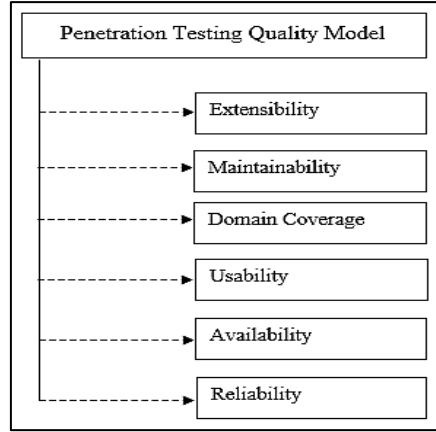 Penetration Testing Quality Model
Extensibility
Maintainability
Domain Coverage
Usability
Availability
Reliability